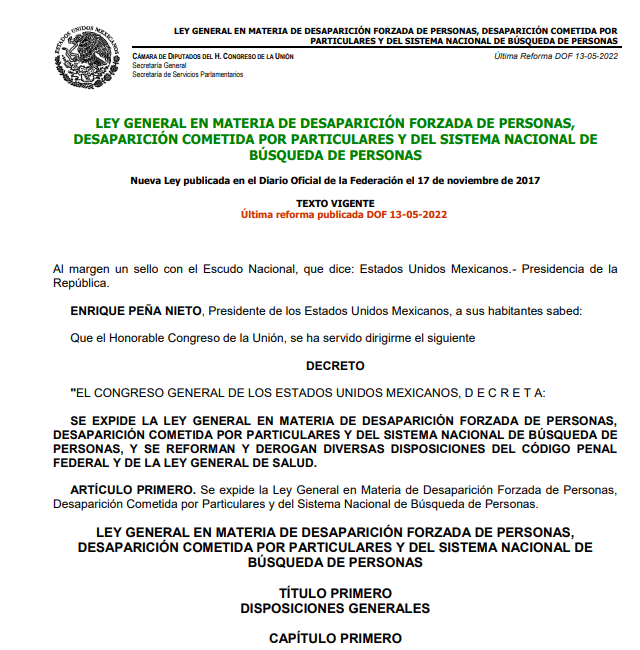 ESTADOS UNIDOS MEXICANOS
LEY GENERAL EN MATERIA DE DESAPARICIÓN FORZADA DE PERSONAS, DESAPARICIÓN COMETIDA POR
PARTICULARES Y DEL SISTEMA NACIONAL DE BÚSQUEDA DE PERSONAS
CÁMARA DE DIPUTADOS DEL H. CONGRESO DE LA UNIÓN
Última Reforma DOF 13-05-2022
Secretaría General
Secretaría de Servicios Parlamentarios
LEY GENERAL EN MATERIA DE DESAPARICIÓN FORZADA DE PERSONAS,
DESAPARICIÓN COMETIDA POR PARTICULARES Y DEL SISTEMA NACIONAL DE
BÚSQUEDA DE PERSONAS
Nueva Ley publicada en el Diario Oficial de la Federación el 17 de noviembre de 2017
TEXTO VIGENTE
Última reforma publicada DOF 13-05-2022
Al margen un sello con el Escudo Nacional, que dice: Estados Unidos Mexicanos.- Presidencia de la
República.
ENRIQUE PEÑA NIETO, Presidente de los Estados Unidos Mexicanos, a sus habitantes sabed:
Que el Honorable Congreso de la Unión, se ha servido dirigirme el siguiente
DECRETO
"EL CONGRESO GENERAL DE LOS ESTADOS UNIDOS MEXICANOS, D E C R E T A:
SE EXPIDE LA LEY GENERAL EN MATERIA DE DESAPARICIÓN FORZADA DE PERSONAS,
DESAPARICIÓN COMETIDA POR PARTICULARES Y DEL SISTEMA NACIONAL DE BÚSQUEDA DE
PERSONAS, Y SE REFORMAN Y DEROGAN DIVERSAS DISPOSICIONES DEL CÓDIGO PENAL
FEDERAL Y DE LA LEY GENERAL DE SALUD.
ARTÍCULO PRIMERO. Se expide la Ley General en Materia de Desaparición Forzada de Personas,
Desaparición Cometida por Particulares y del Sistema Nacional de Búsqueda de Personas.
LEY GENERAL EN MATERIA DE DESAPARICIÓN FORZADA DE PERSONAS,
DESAPARICIÓN COMETIDA POR PARTICULARES Y DEL SISTEMA NACIONAL DE
BÚSQUEDA DE PERSONAS
TÍTULO PRIMERO
DISPOSICIONES GENERALES
CAPÍTULO PRIMERO